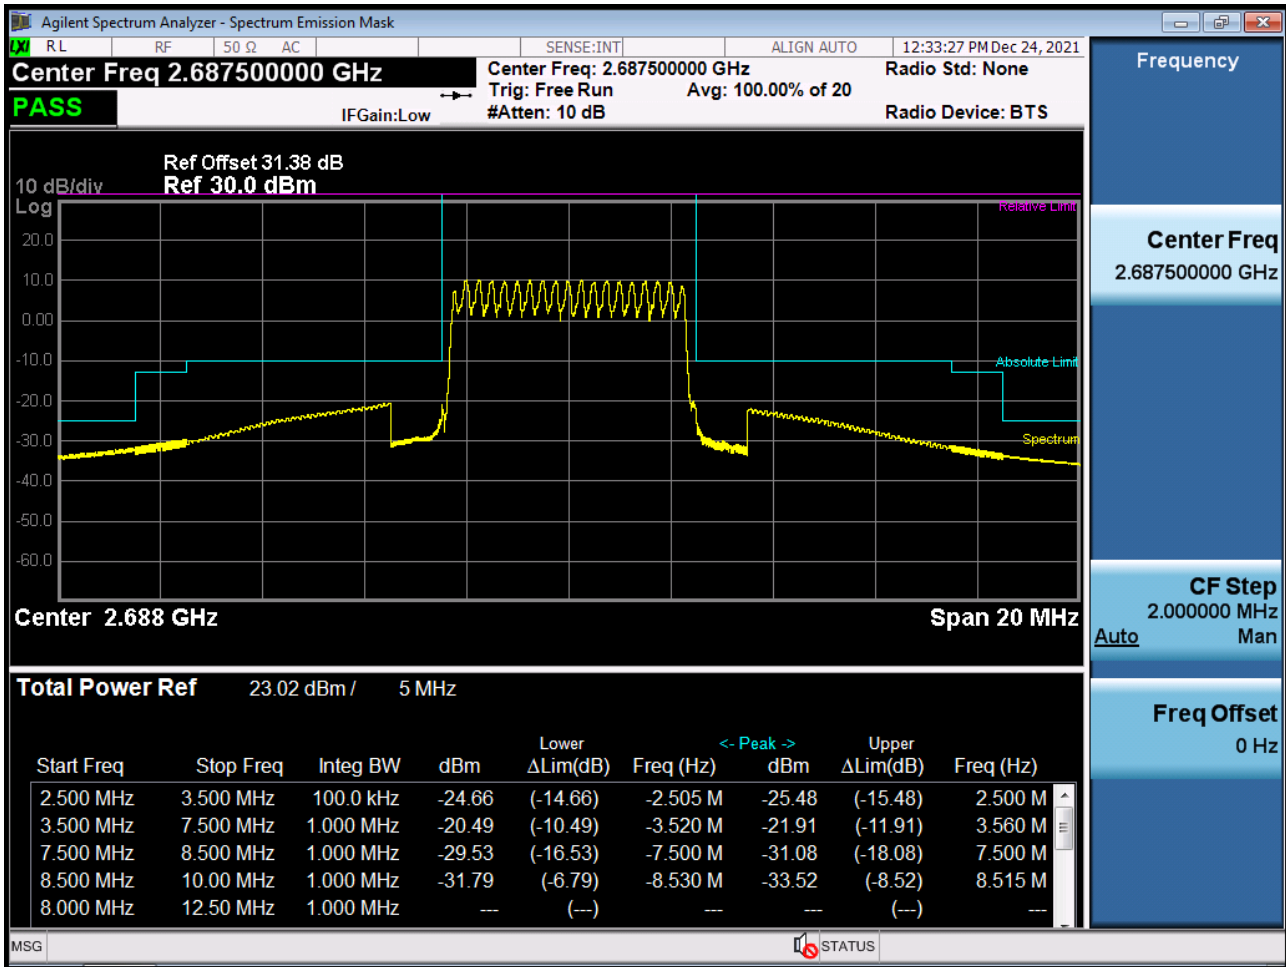 Agilent Spectrum Analyzer - Spectrum Emission Mask
LXI RL RF 50 Ω AC SENSE:INT ALIGN AUTO 12:33:27 PM Dec 24, 2021
Center Freq 2.687500000 GHz
Center Freq: 2.687500000 GHz
Radio Std: None
Trig: Free Run Avg: 100.00% of 20
PASS
IFGain:Low
#Atten: 10 dB
Radio Device: BTS
Ref Offset 31.38 dB
10 dB/div Ref 30.0 dBm
Log
Relative Limit
20.0
10.0
0.00
-10.0
Absolute Limit
-20.0
-30.0
Spectrum
-40.0
-50.0
-60.0
Center 2.688 GHz Span 20 MHz
Total Power Ref 23.02 dBm / 5 MHz
Lower <- Peak -> Upper
Start Freq Stop Freq Integ BW dBm ΔLim(dB) Freq (Hz) dBm ΔLim(dB) Freq (Hz)
2.500 MHz 3.500 MHz 100.0 kHz -24.66 (-14.66) -2.505 M -25.48 (-15.48) 2.500 M
3.500 MHz 7.500 MHz 1.000 MHz -20.49 (-10.49) -3.520 M -21.91 (-11.91) 3.560 M
7.500 MHz 8.500 MHz 1.000 MHz -29.53 (-16.53) -7.500 M -31.08 (-18.08) 7.500 M
8.500 MHz 10.00 MHz 1.000 MHz -31.79 (-6.79) -8.530 M -33.52 (-8.52) 8.515 M
8.000 MHz 12.50 MHz 1.000 MHz --- (---) --- --- (---) ---
MSG STATUS
Frequency
Center Freq
2.687500000 GHz
CF Step
2.000000 MHz
Auto Man
Freq Offset
0 Hz